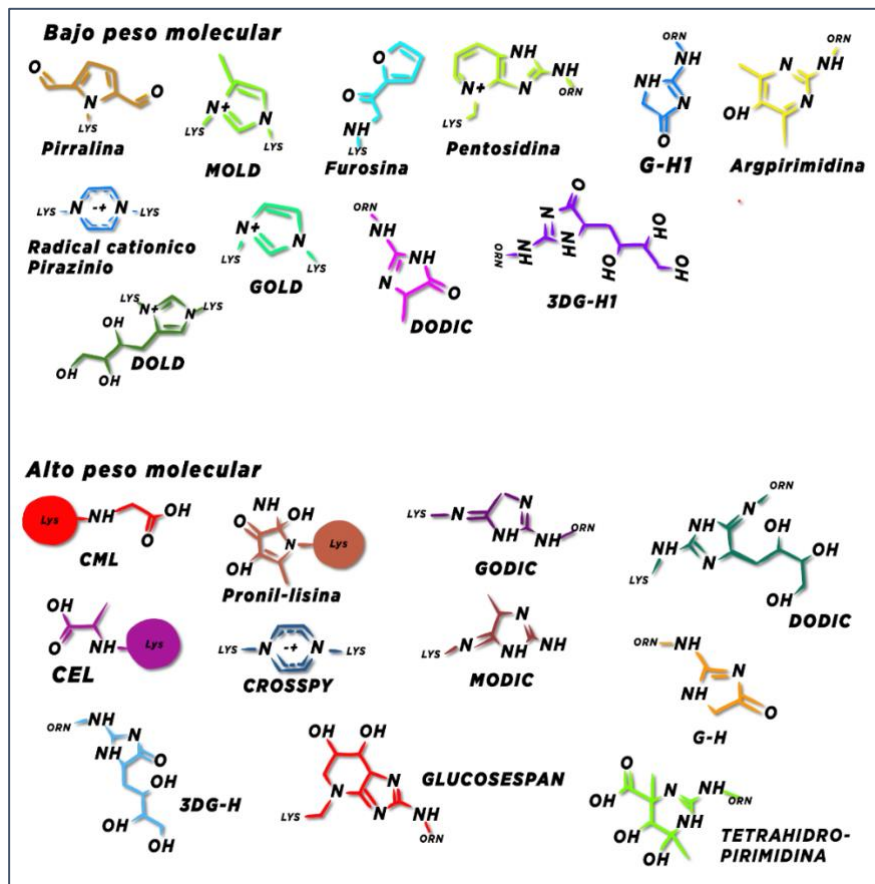 Bajo peso molecular
O
N
O
LYS
Pirralina
N+
N
LYS
LYS
MOLD
O
O
NH
LYS
Furosina
NH
N+
N
NH
ORN
LYS
Pentosidina
ORN
NH
NH
N
O
G-H1
ORN
N
NH
N
OH
Argpirimidina
LYS
N
-+
N
LYS
Radical cationico
Pirazinio
N+
N
LYS
LYS
GOLD
ORN
NH
NH
N
O
DODIC
O
N
NH
NH
ORN
OH
OH
OH
3DG-H1
LYS
LYS
N+
N
OH
OH
OH
DOLD
Alto peso molecular
Lys
NH
OH
O
CML
NH
OH
O
N
Lys
OH
Pronil-lisina
LYS
N
N
NH
NH
ORN
GODIC
ORN
N
NH
NH
N
OH
OH
OH
LYS
DODIC
OH
O
NH
Lys
CEL
LYS
N
-+
N
LYS
CROSSPY
N
N
LYS
NH
NH
MODIC
ORN
NH
N
NH
O
G-H
ORN
NH
N
NH
O
OH
OH
OH
3DG-H
OH
OH
N
N
N
LYS
NH
ORN
GLUCOSESPAN
O
OH
N
NH
ORN
NH
OH
OH
TETRAHIDRO-
PIRIMIDINA